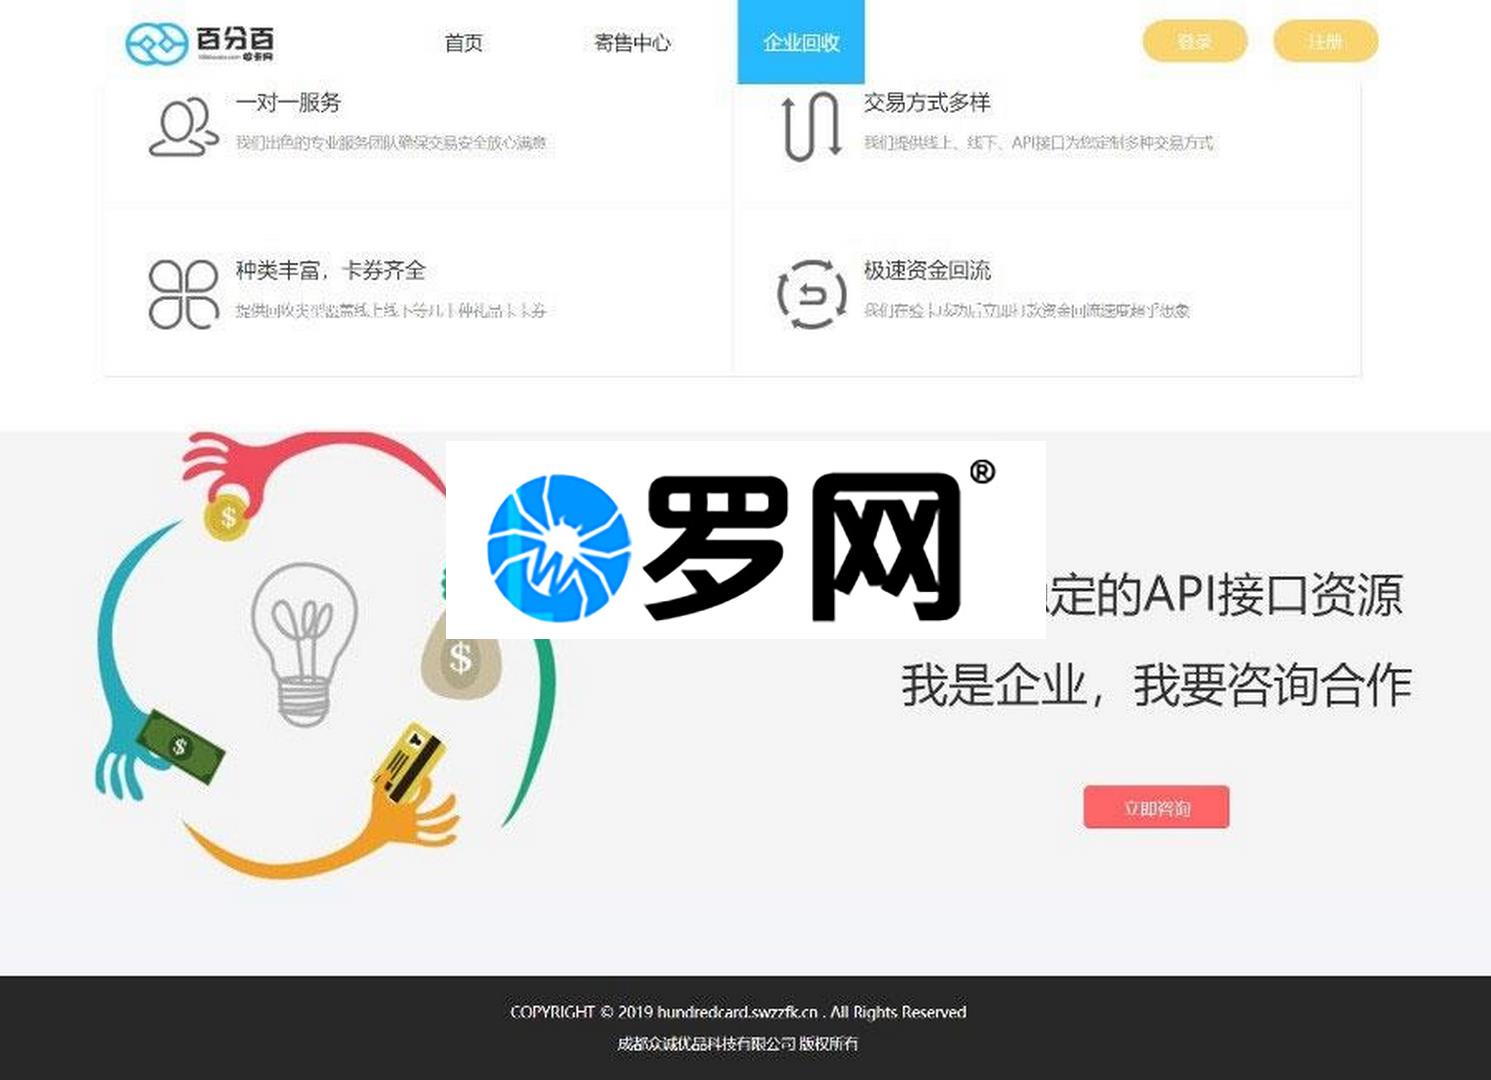 百分百
收卡网
首页
寄售中心
企业回收
登录
注册
一对一服务
我们出色的专业服务团队确保交易安全放心满意
交易方式多样
我们提供线上、线下、API接口为您定制多种交易方式
种类丰富，卡券齐全
提供回收类型覆盖线上线下等几十种礼品卡卡券
极速资金回流
我们在验卡成功后立即打款资金回流速度超乎想象
罗网®
定的API接口资源
我是企业，我要咨询合作
立即咨询
COPYRIGHT © 2019 hundredcard.swzzfk.cn . All Rights Reserved
成都众诚优品科技有限公司 版权所有